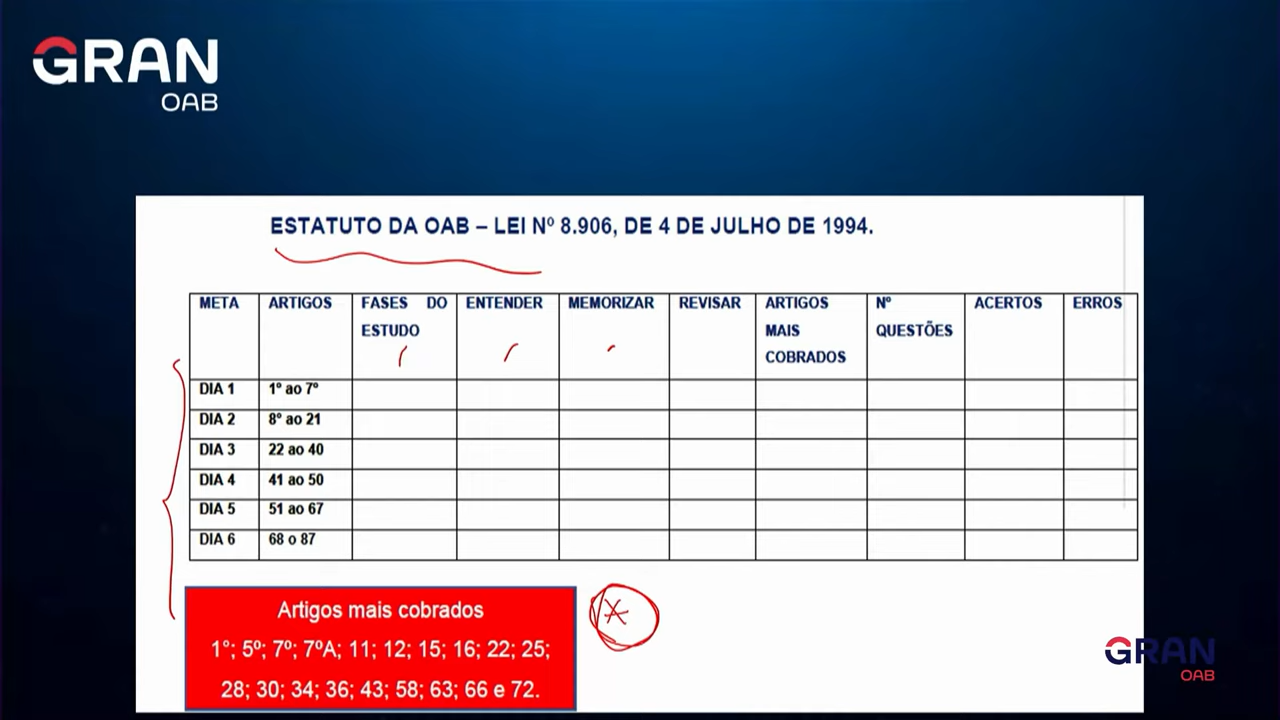 GRAN
OAB
ESTATUTO DA OAB – LEI Nº 8.906, DE 4 DE JULHO DE 1994.
META ARTIGOS FASES DO ESTUDO ENTENDER MEMORIZAR REVISAR ARTIGOS MAIS COBRADOS Nº QUESTÕES ACERTOS ERROS
DIA 1 1º ao 7º
DIA 2 8º ao 21
DIA 3 22 ao 40
DIA 4 41 ao 50
DIA 5 51 ao 67
DIA 6 68 o 87
Artigos mais cobrados
1°; 5º; 7º; 7ºA; 11; 12; 15; 16; 22; 25;
28; 30; 34; 36; 43; 58; 63; 66 e 72.
GRAN
OAB